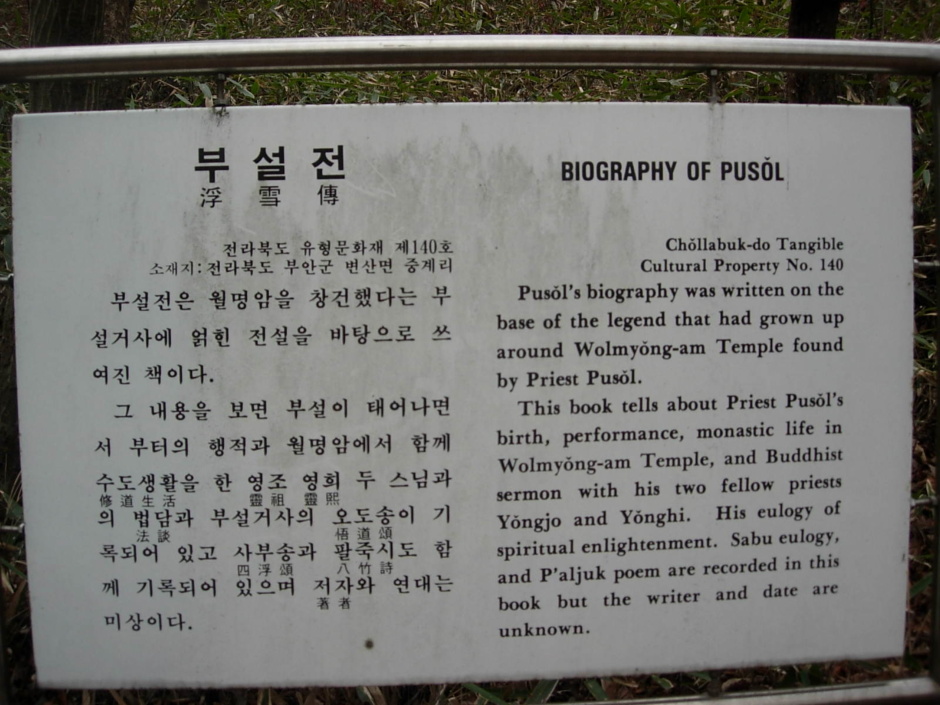 부설전
浮雪傳
전라북도 유형문화재 제140호
소재지: 전라북도 부안군 변산면 중계리
부설전은 월명암을 창건했다는 부
설거사에 얽힌 전설을 바탕으로 쓰
여진 책이다.
그 내용을 보면 부설이 태어나면
서 부터의 행적과 월명암에서 함께
수도생활을 한 영조 영희 두 스님과
修道生活 靈祖 靈熙
의 법담과 부설거사의 오도송이 기
法談 悟道頌
록되어 있고 사부송과 팔죽시도 함
四浮頌 八竹詩
께 기록되어 있으며 저자와 연대는
著者
미상이다.
BIOGRAPHY OF PUSŎL
Chŏllabuk-do Tangible
Cultural Property No. 140
Pusŏl's biography was written on the
base of the legend that had grown up
around Wolmyŏng-am Temple found
by Priest Pusŏl.
This book tells about Priest Pusŏl's
birth, performance, monastic life in
Wolmyŏng-am Temple, and Buddhist
sermon with his two fellow priests
Yŏngjo and Yŏnghi. His eulogy of
spiritual enlightenment. Sabu eulogy,
and P'aljuk poem are recorded in this
book but the writer and date are
unknown.